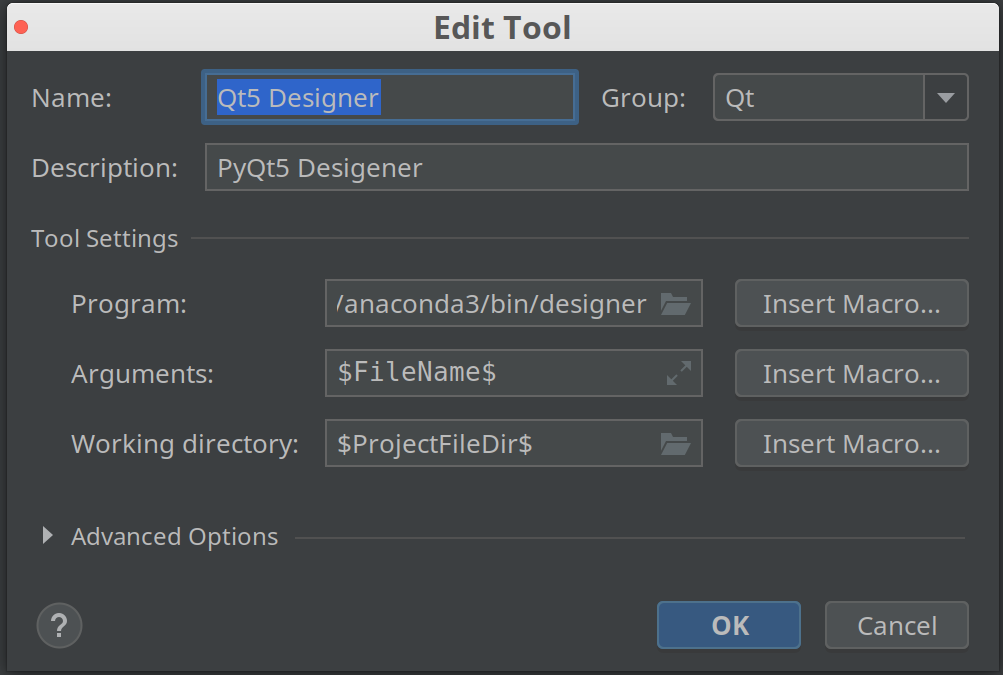 Edit Tool
Name: Qt5 Designer Group: Qt
Description: PyQt5 Desigener
Tool Settings
Program: /anaconda3/bin/designer Insert Macro...
Arguments: $FileName$ Insert Macro...
Working directory: $ProjectFileDir$ Insert Macro...
Advanced Options
? OK Cancel